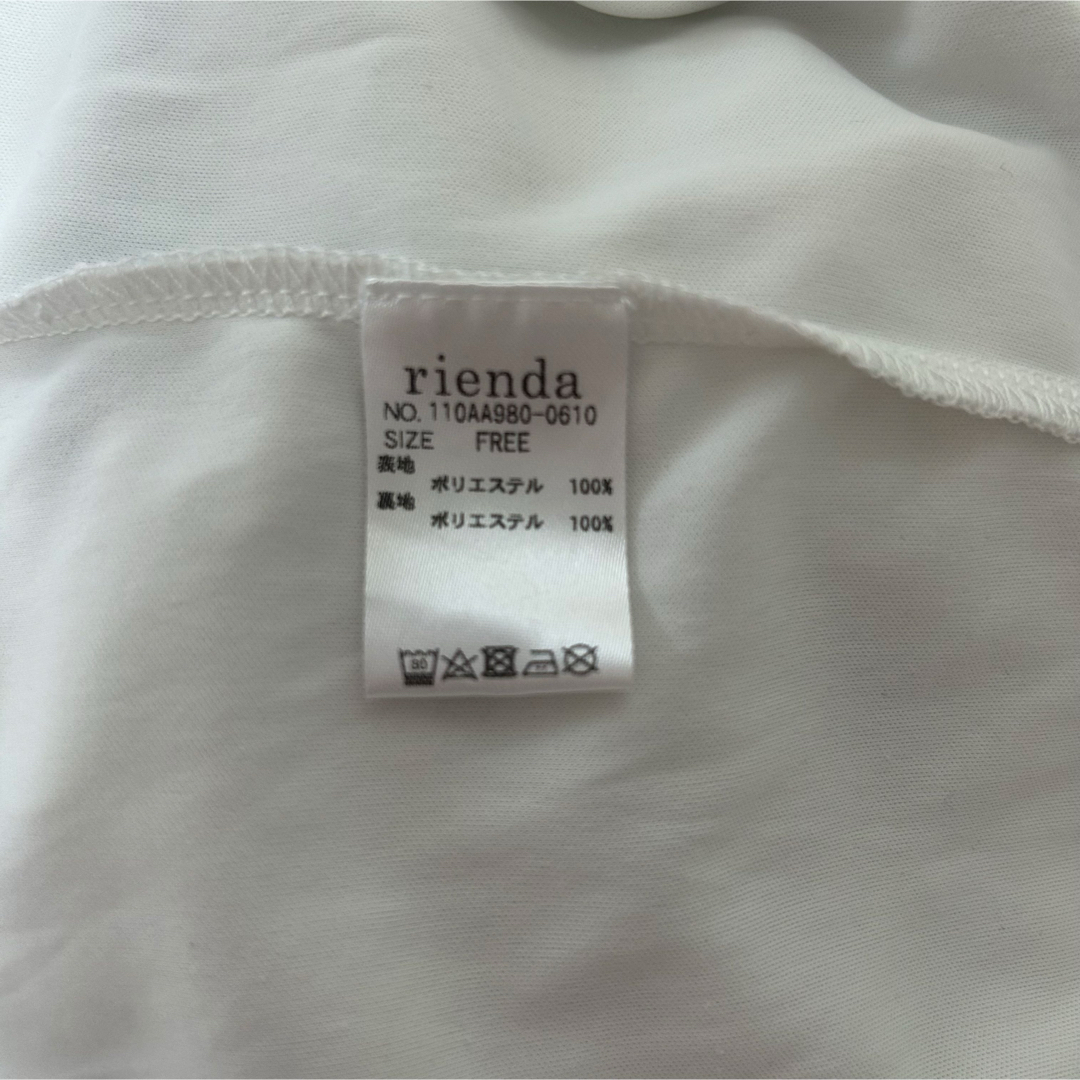 rienda
NO. 110AA980-0610
SIZE FREE
表地
ポリエステル 100%
裏地
ポリエステル 100%